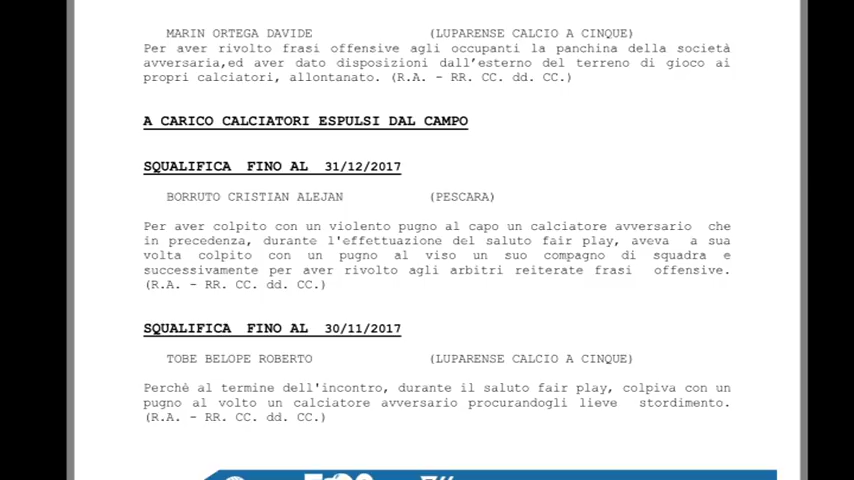 MARIN ORTEGA DAVIDE (LUPARENSE CALCIO A CINQUE)
Per aver rivolto frasi offensive agli occupanti la panchina della società
avversaria,ed aver dato disposizioni dall’esterno del terreno di gioco ai
propri calciatori, allontanato. (R.A. - RR. CC. dd. CC.)
A CARICO CALCIATORI ESPULSI DAL CAMPO
SQUALIFICA FINO AL 31/12/2017
BORRUTO CRISTIAN ALEJAN (PESCARA)
Per aver colpito con un violento pugno al capo un calciatore avversario che
in precedenza, durante l'effettuazione del saluto fair play, aveva a sua
volta colpito con un pugno al viso un suo compagno di squadra e
successivamente per aver rivolto agli arbitri reiterate frasi offensive.
(R.A. - RR. CC. dd. CC.)
SQUALIFICA FINO AL 30/11/2017
TOBE BELOPE ROBERTO (LUPARENSE CALCIO A CINQUE)
Perchè al termine dell'incontro, durante il saluto fair play, colpiva con un
pugno al volto un calciatore avversario procurandogli lieve stordimento.
(R.A. - RR. CC. dd. CC.)